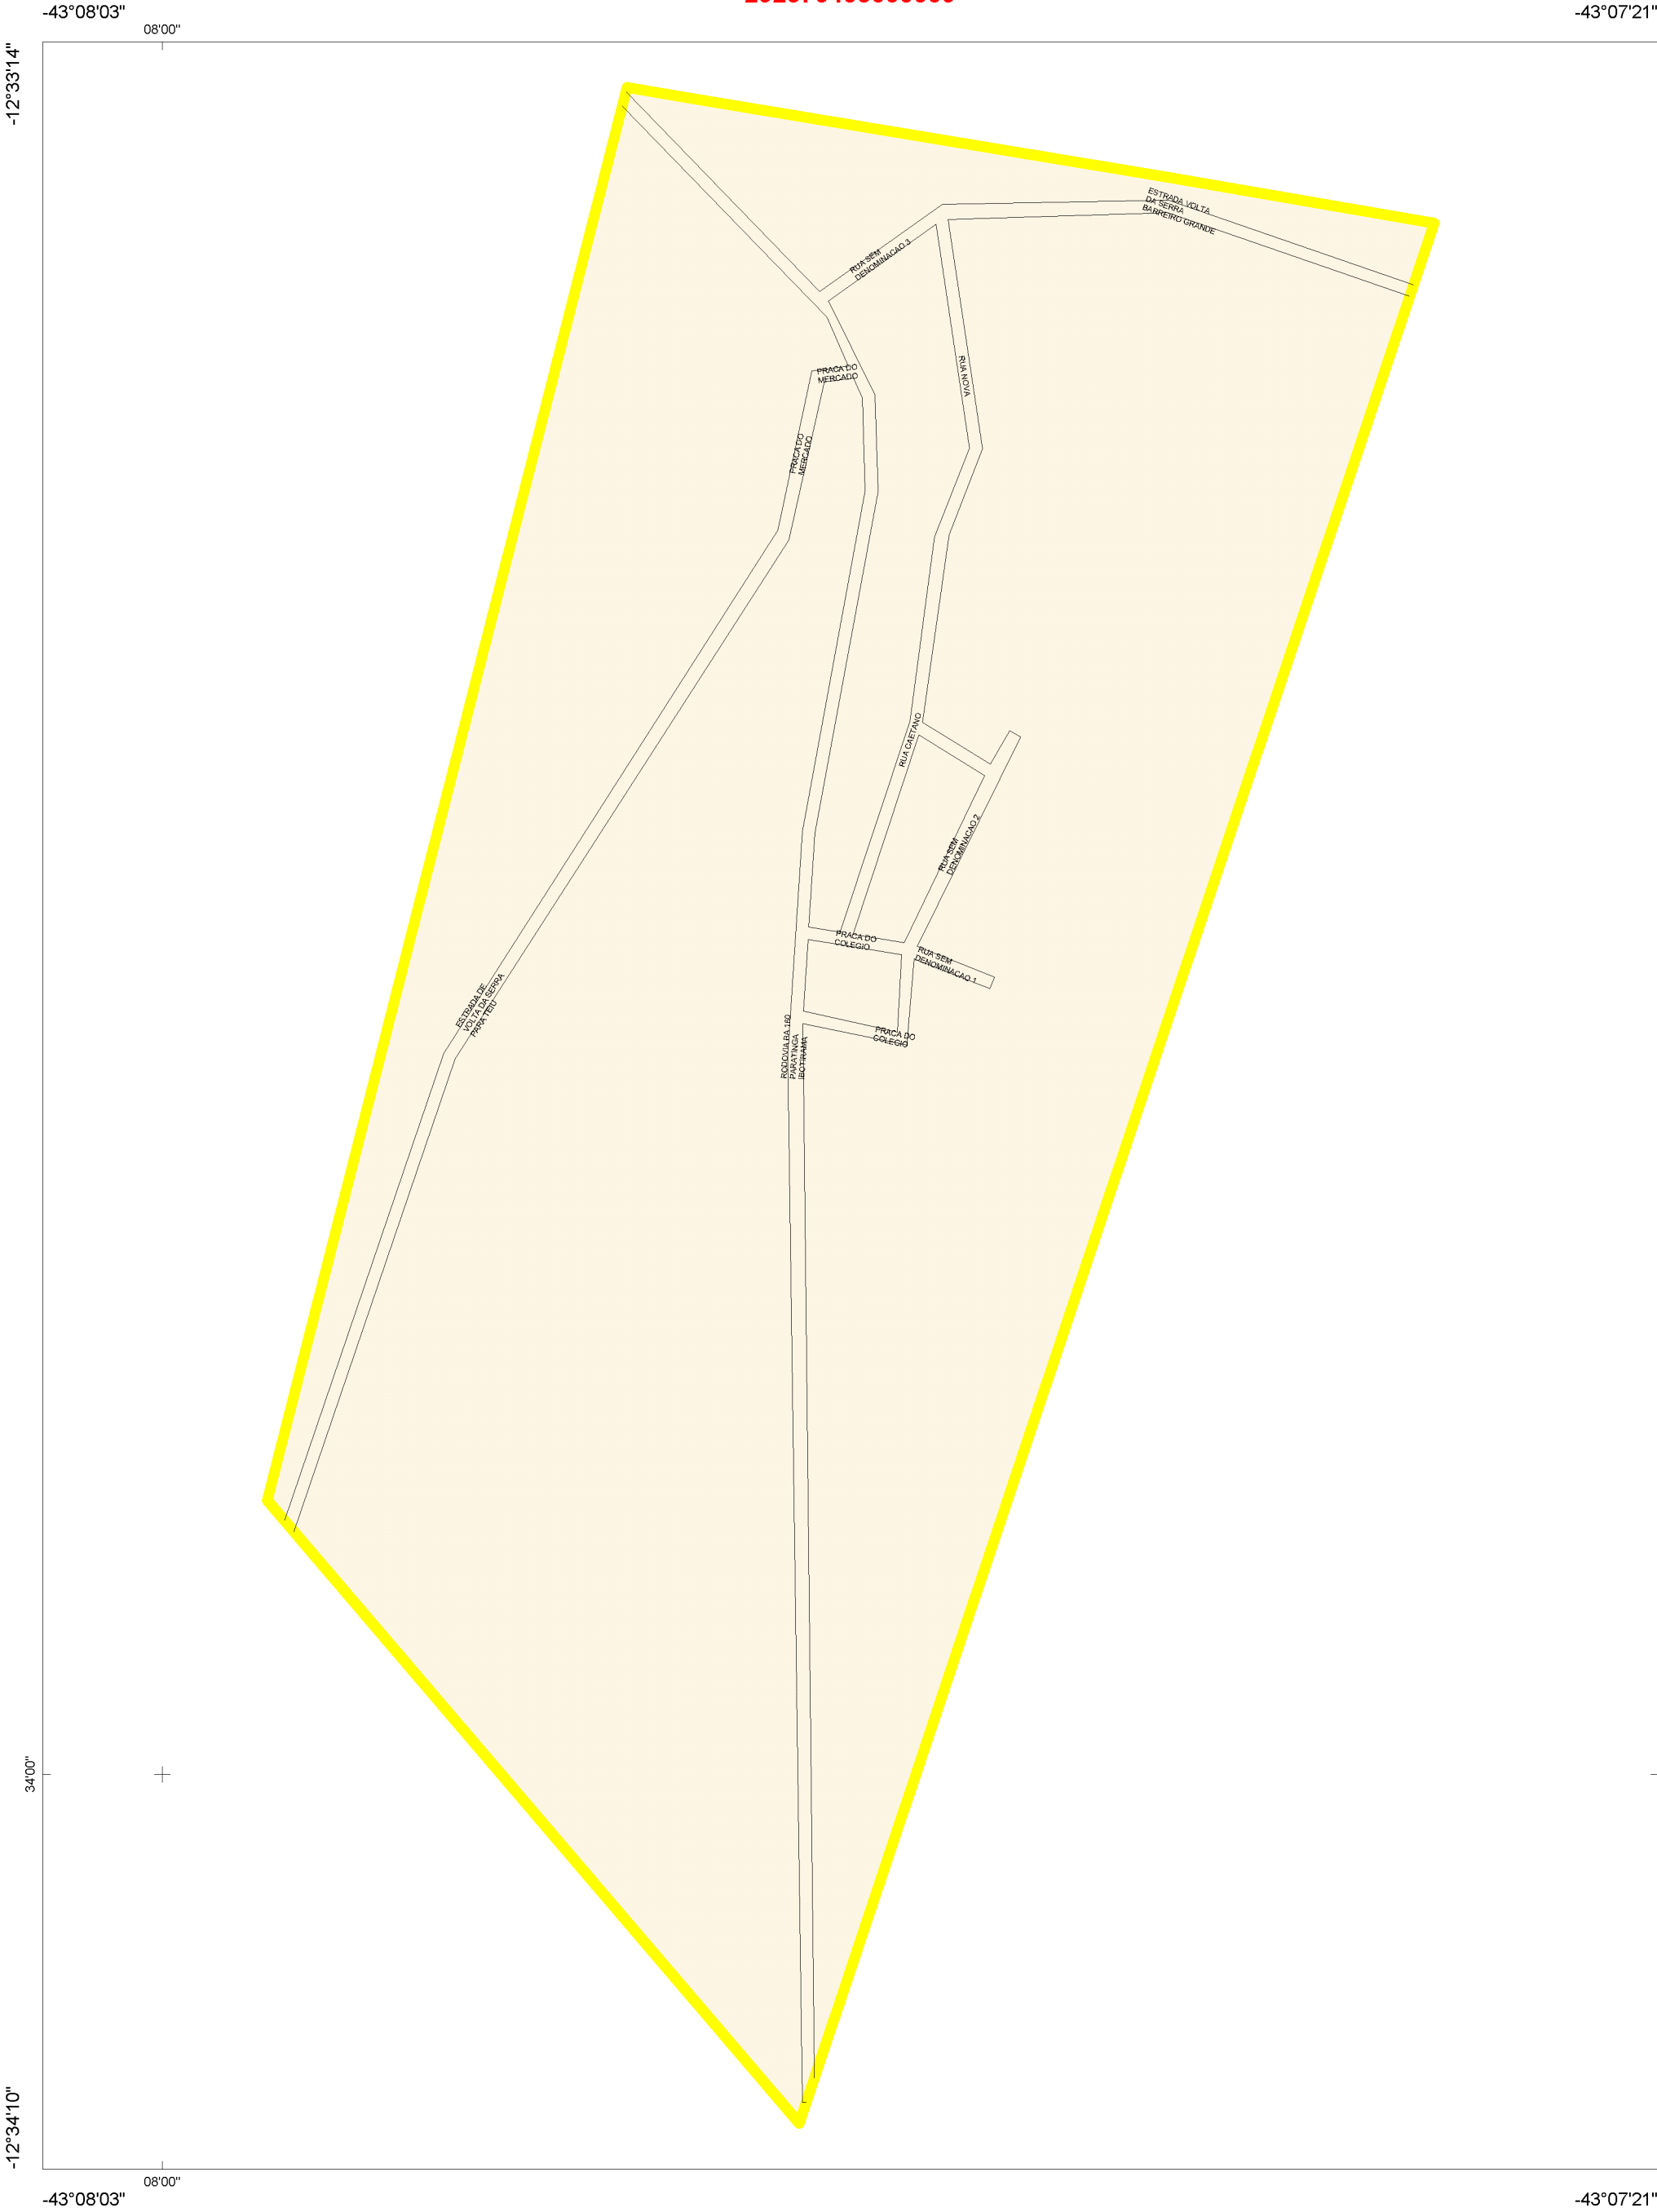 -43°08'03"
-43°07'21"
08'00"
-12°33'14"
ESTRADA VOLTA
DA SERRA
BARREIRO GRANDE
RUA SEM
DENOMINACAO 3
RUA NOVA
PRACA DO
MERCADO
PRACA DO
MERCADO
RUA CAETANO
RUA SEM
DENOMINACAO 2
PRACA DO
COLEGIO
RUA SEM
DENOMINACAO 1
ESTRADA DE
VOLTA DA SERRA
PARA TEIU
RODOVIA BA 160
PARATINGA
IBOTIRAMA
PRACA DO
COLEGIO
34'00"
-12°34'10"
08'00"
-43°08'03"
-43°07'21"